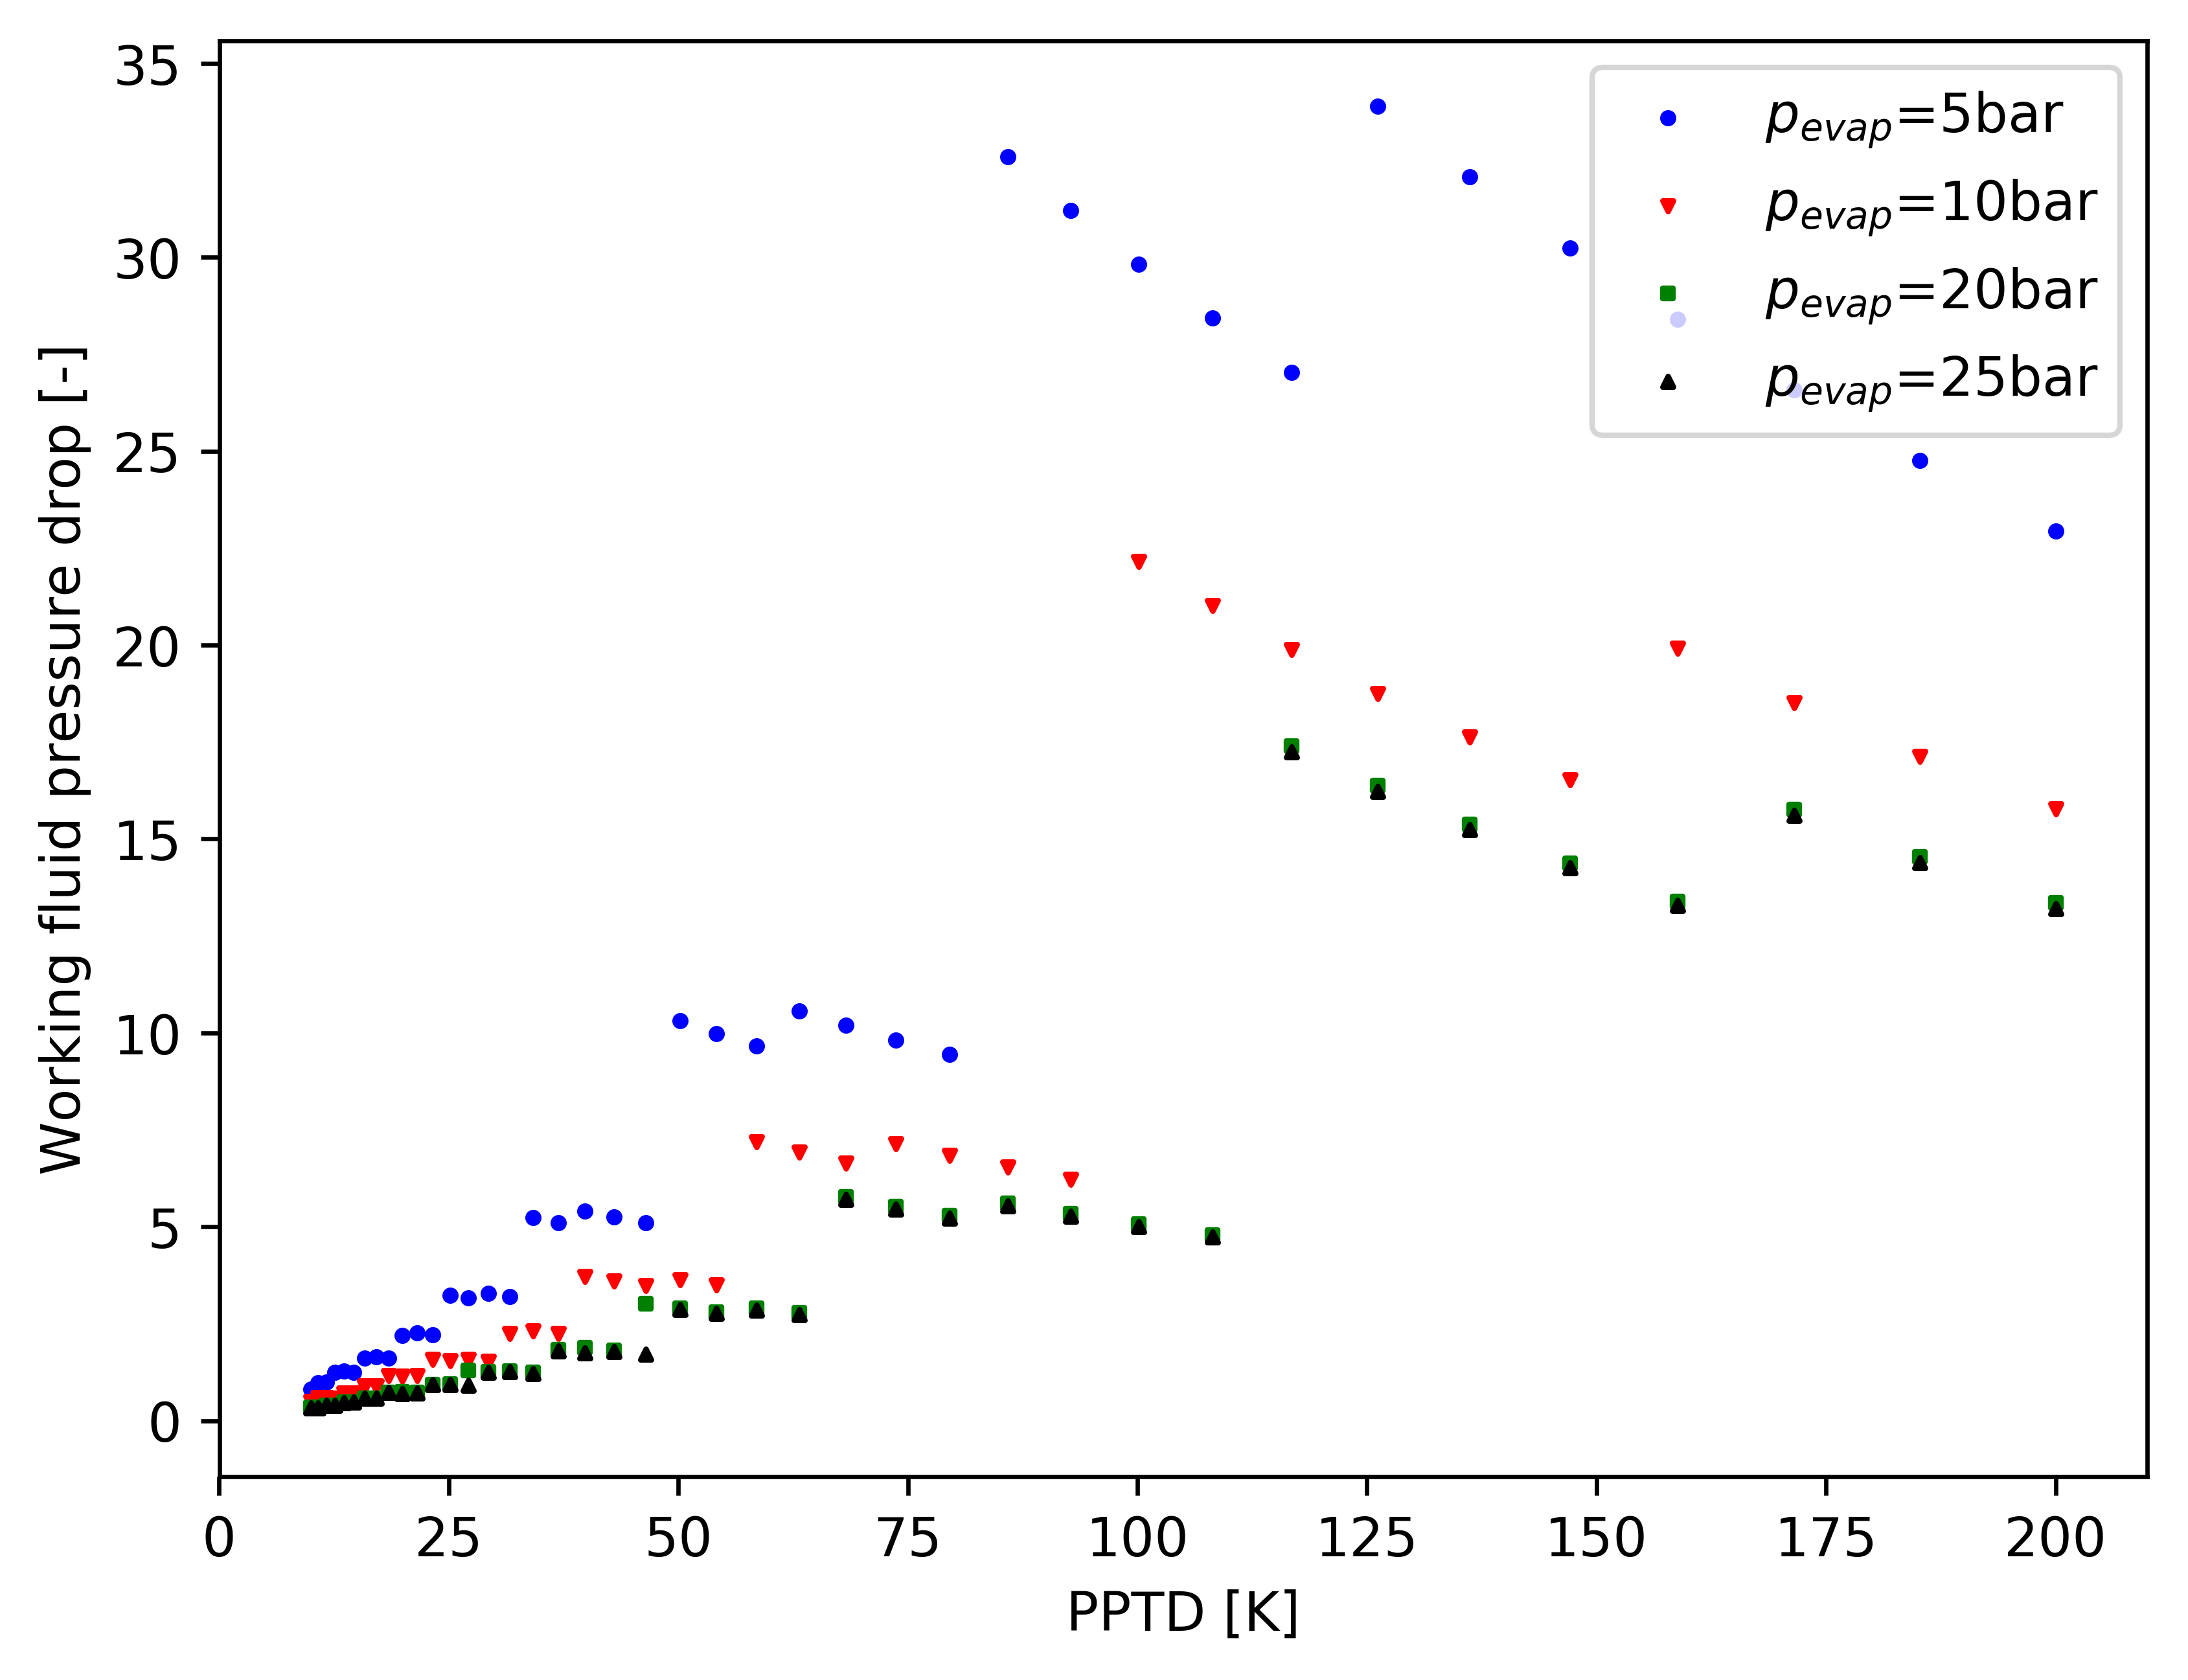 Working fluid pressure drop [-]
35
30
25
20
15
10
5
0
p_evap=5bar
p_evap=10bar
p_evap=20bar
p_evap=25bar
0 25 50 75 100 125 150 175 200
PPTD [K]